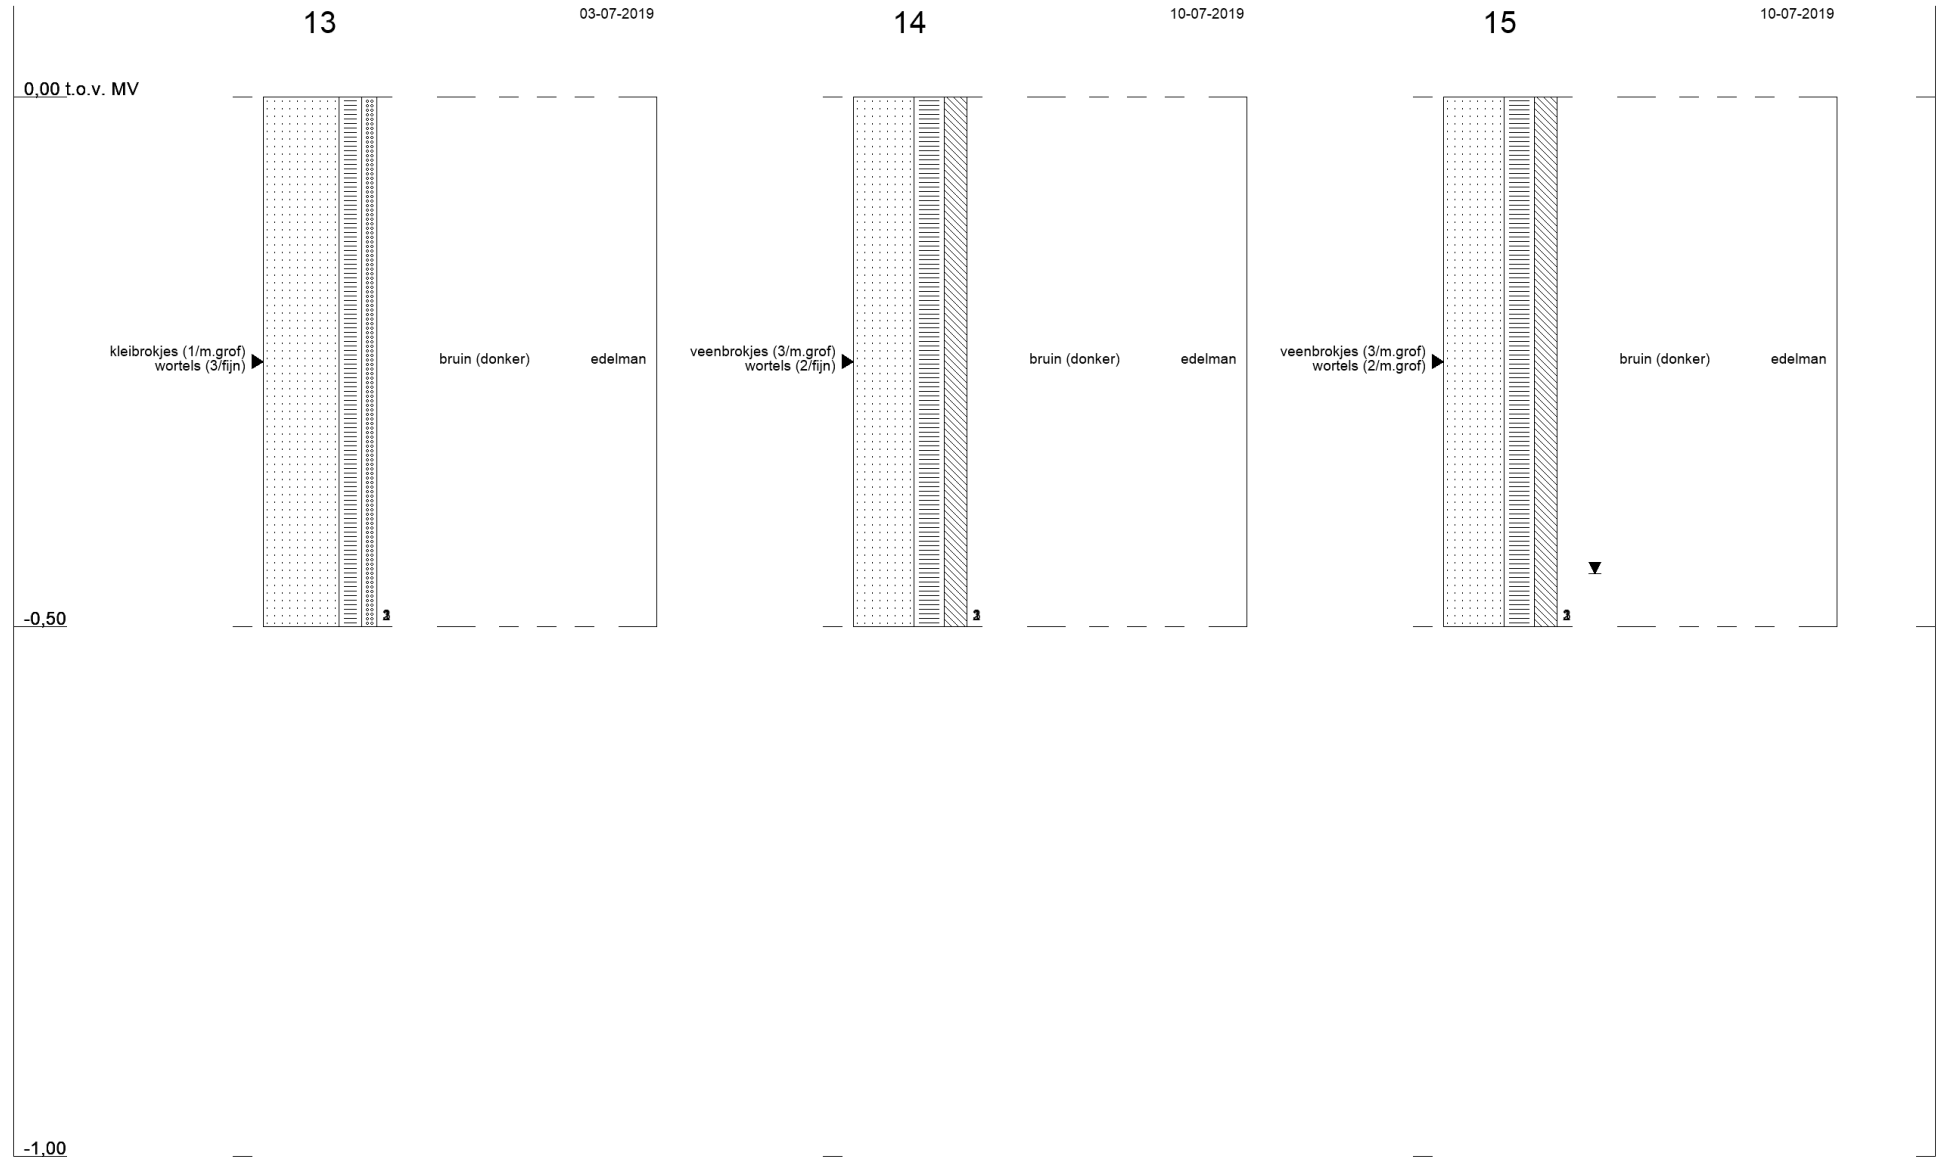 13
03-07-2019
14
10-07-2019
15
10-07-2019
0,00 t.o.v. MV
kleibrokjes (1/m.grof)
wortels (3/fijn)
bruin (donker)
edelman
veenbrokjes (3/m.grof)
wortels (2/fijn)
bruin (donker)
edelman
veenbrokjes (3/m.grof)
wortels (2/m.grof)
bruin (donker)
edelman
-0,50
-1,00